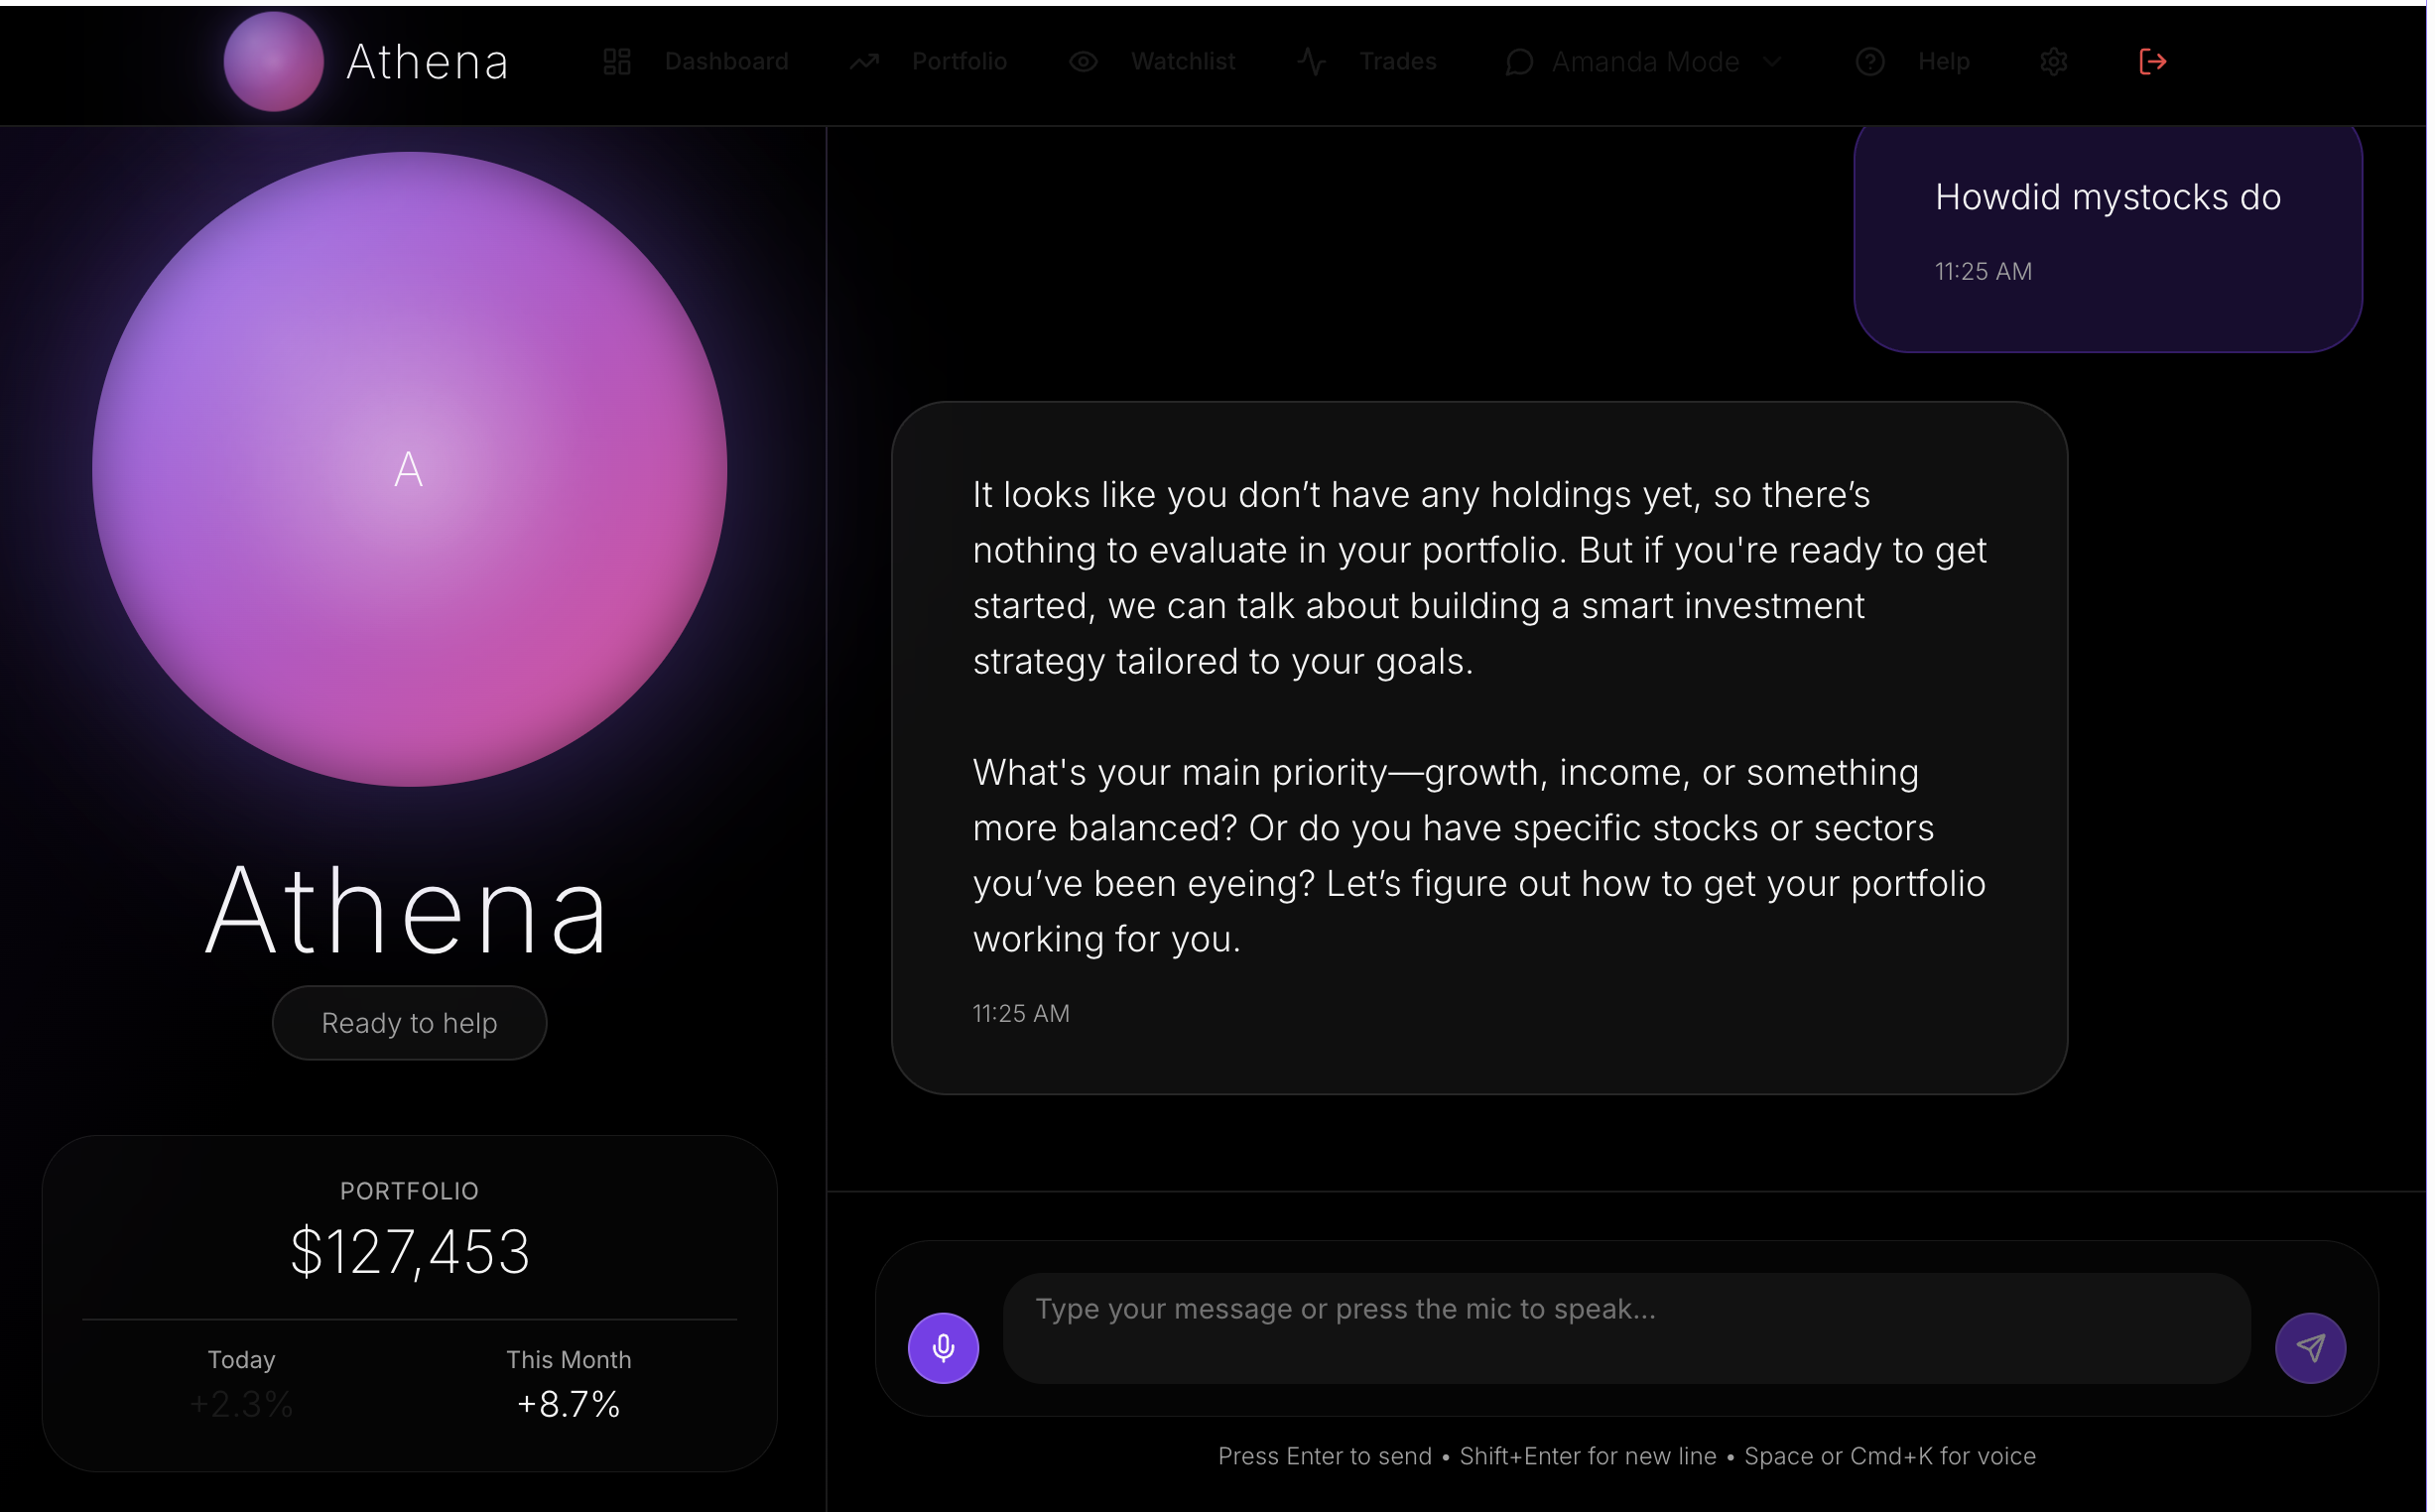 Athena
Dashboard
Portfolio
Watchlist
Trades
Amanda Mode
Help
A
Athena
Ready to help
PORTFOLIO
$127,453
Today
This Month
+2.3%
+8.7%
Howdid mystocks do
11:25 AM
It looks like you don’t have any holdings yet, so there’s
nothing to evaluate in your portfolio. But if you're ready to get
started, we can talk about building a smart investment
strategy tailored to your goals.
What's your main priority—growth, income, or something
more balanced? Or do you have specific stocks or sectors
you’ve been eyeing? Let’s figure out how to get your portfolio
working for you.
11:25 AM
Type your message or press the mic to speak...
Press Enter to send • Shift+Enter for new line • Space or Cmd+K for voice